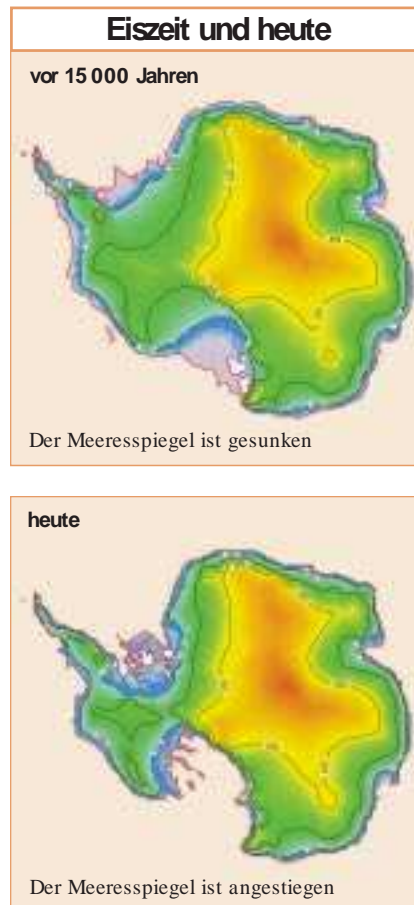 Eiszeit und heute
vor 15 000 Jahren
Der Meeresspiegel ist gesunken
heute
Der Meeresspiegel ist angestiegen